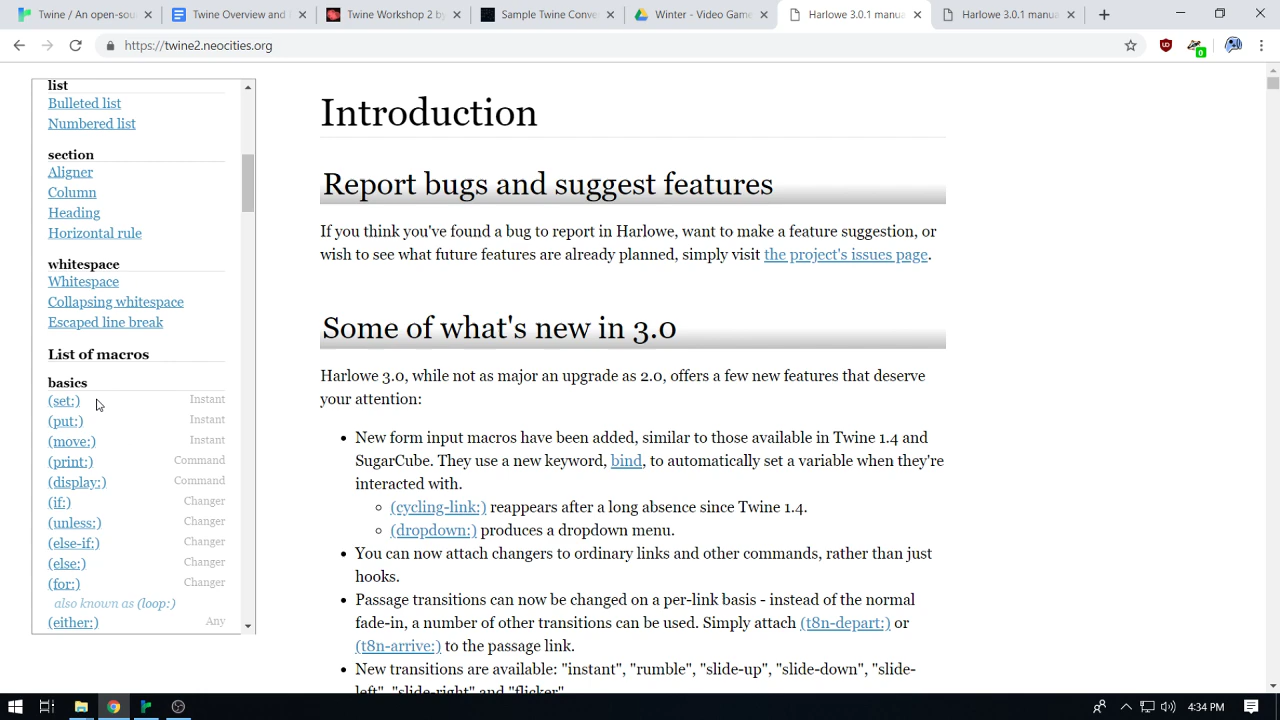 Twine / An open-sou
Twine Overview and
Twine Workshop 2 by
Sample Twine Conve
Winter - Video Game
Harlowe 3.0.1 manua
Harlowe 3.0.1 manua
https://twine2.neocities.org
list
Bulleted list
Numbered list
section
Aligner
Column
Heading
Horizontal rule
whitespace
Whitespace
Collapsing whitespace
Escaped line break
List of macros
basics
(set:) Instant
(put:) Instant
(move:) Instant
(print:) Command
(display:) Command
(if:) Changer
(unless:) Changer
(else-if:) Changer
(else:) Changer
(for:) Changer
also known as (loop:)
(either:) Any
Introduction
Report bugs and suggest features
If you think you've found a bug to report in Harlowe, want to make a feature suggestion, or
wish to see what future features are already planned, simply visit the project's issues page.
Some of what's new in 3.0
Harlowe 3.0, while not as major an upgrade as 2.0, offers a few new features that deserve
your attention:
• New form input macros have been added, similar to those available in Twine 1.4 and
SugarCube. They use a new keyword, bind, to automatically set a variable when they're
interacted with.
◦ (cycling-link:) reappears after a long absence since Twine 1.4.
◦ (dropdown:) produces a dropdown menu.
• You can now attach changers to ordinary links and other commands, rather than just
hooks.
• Passage transitions can now be changed on a per-link basis - instead of the normal
fade-in, a number of other transitions can be used. Simply attach (t8n-depart:) or
(t8n-arrive:) to the passage link.
• New transitions are available: "instant", "rumble", "slide-up", "slide-down", "slide-
left", "slide-right" and "flicker".
0
4:34 PM